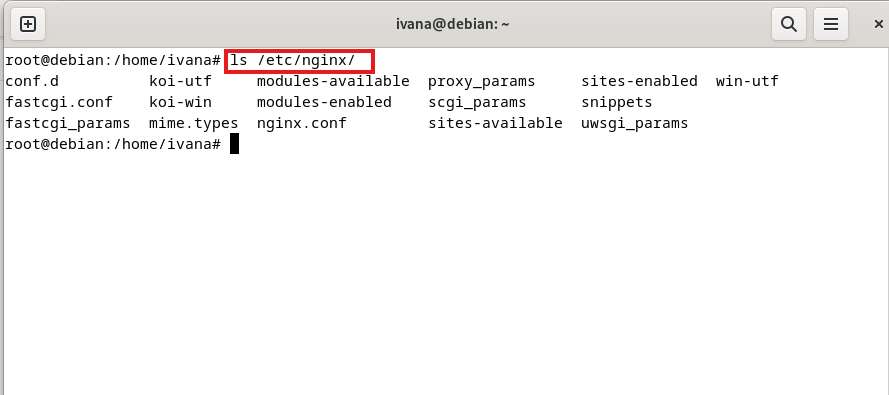 ivana@debian: ~
root@debian:/home/ivana# ls /etc/nginx/
conf.d           koi-utf     modules-available  proxy_params     sites-enabled  win-utf
fastcgi.conf     koi-win     modules-enabled    scgi_params      snippets
fastcgi_params  mime.types  nginx.conf         sites-available  uwsgi_params
root@debian:/home/ivana#